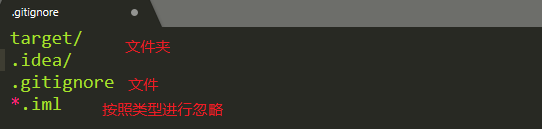 .gitignore
target/ 文件夹
.idea/
.gitignore 文件
*.iml 按照类型进行忽略